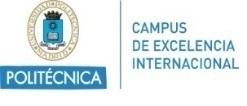 POLITÉCNICA
CAMPUS
DE EXCELENCIA
INTERNACIONAL